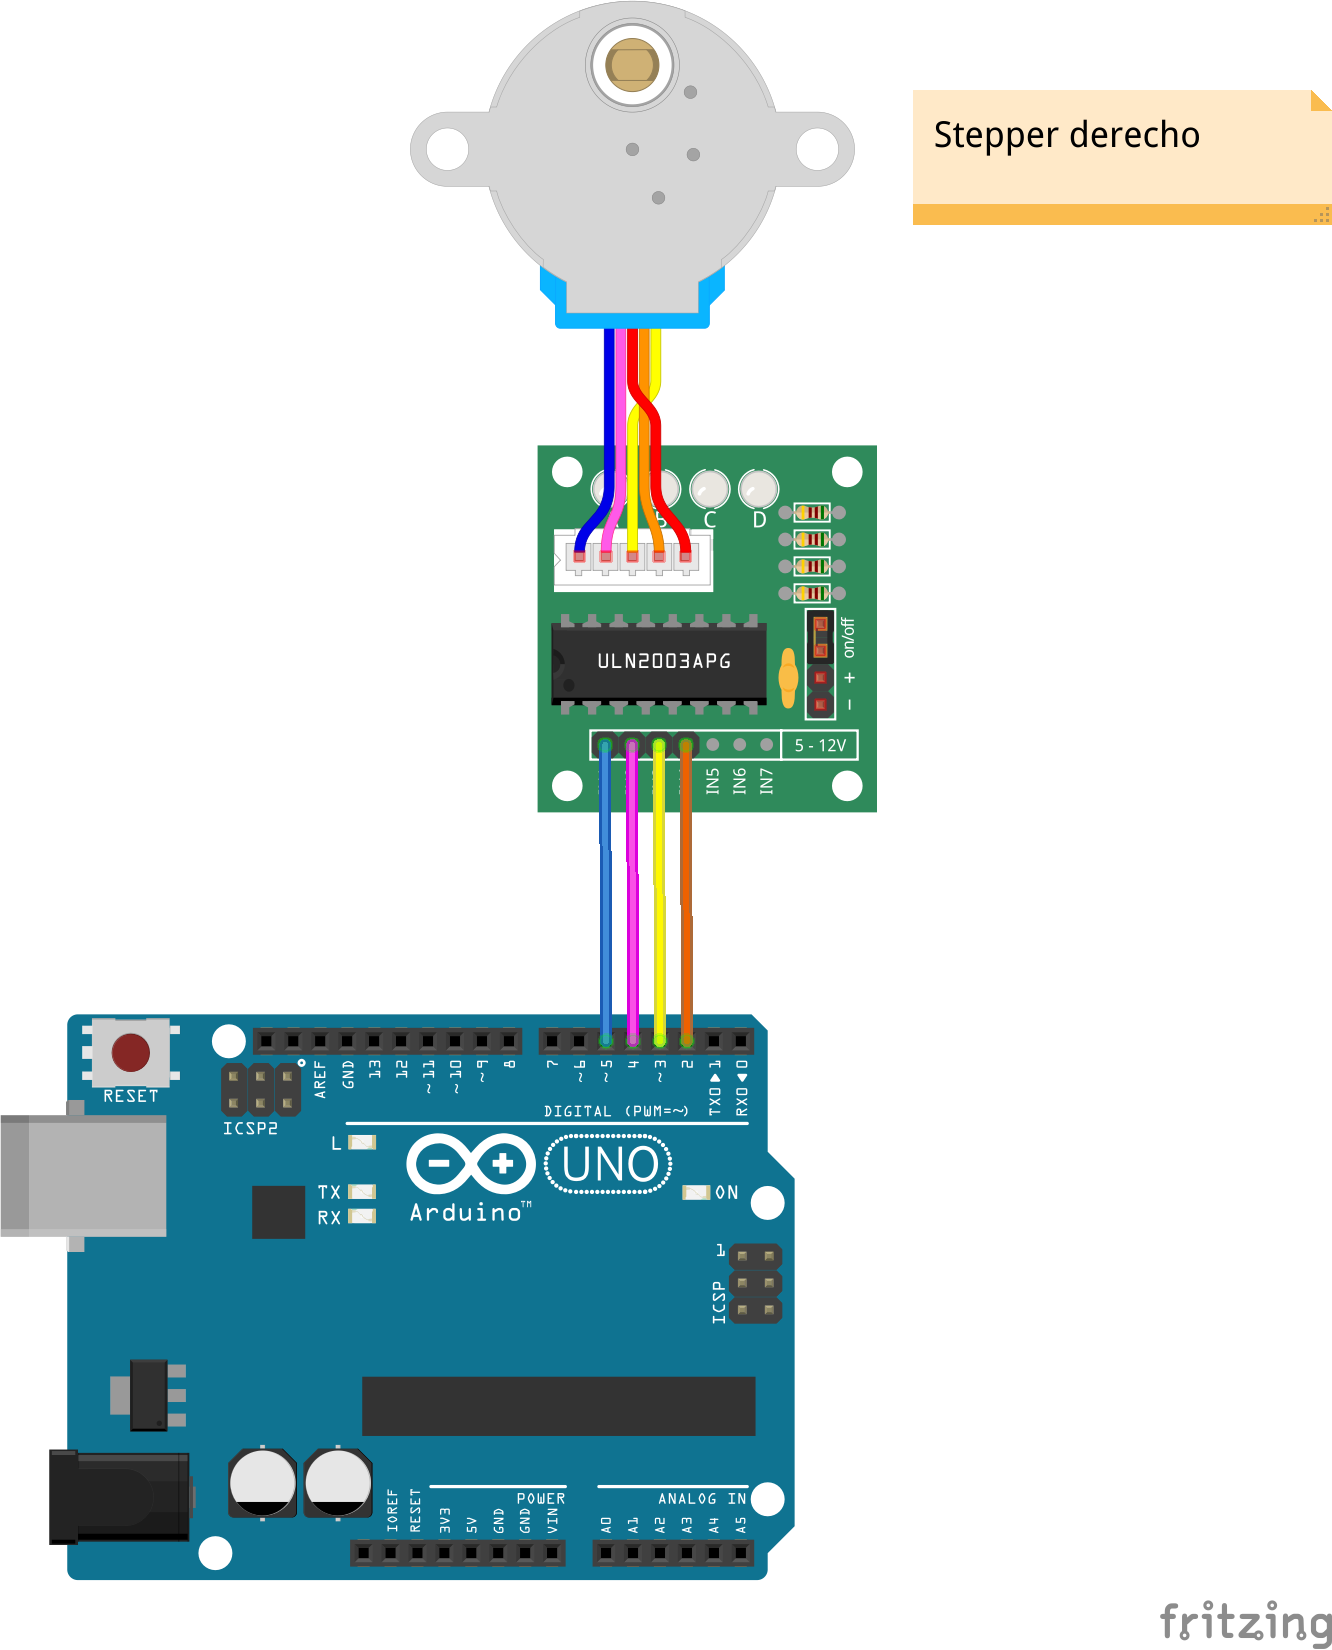 Stepper derecho
B
C
D
on/off
+
−
ULN2003APG
5 - 12V
IN5
IN6
IN7
RESET
ICSP2
AREF
GND
13
12
~11
~10
~9
8
7
~6
~5
4
~3
2
TX0▶1
RX0◀0
DIGITAL (PWM=~)
L
TX
RX
Arduino™
UNO
ON
1
ICSP
IOREF
RESET
3V3
5V
GND
GND
VIN
POWER
ANALOG IN
A0
A1
A2
A3
A4
A5
fritzing